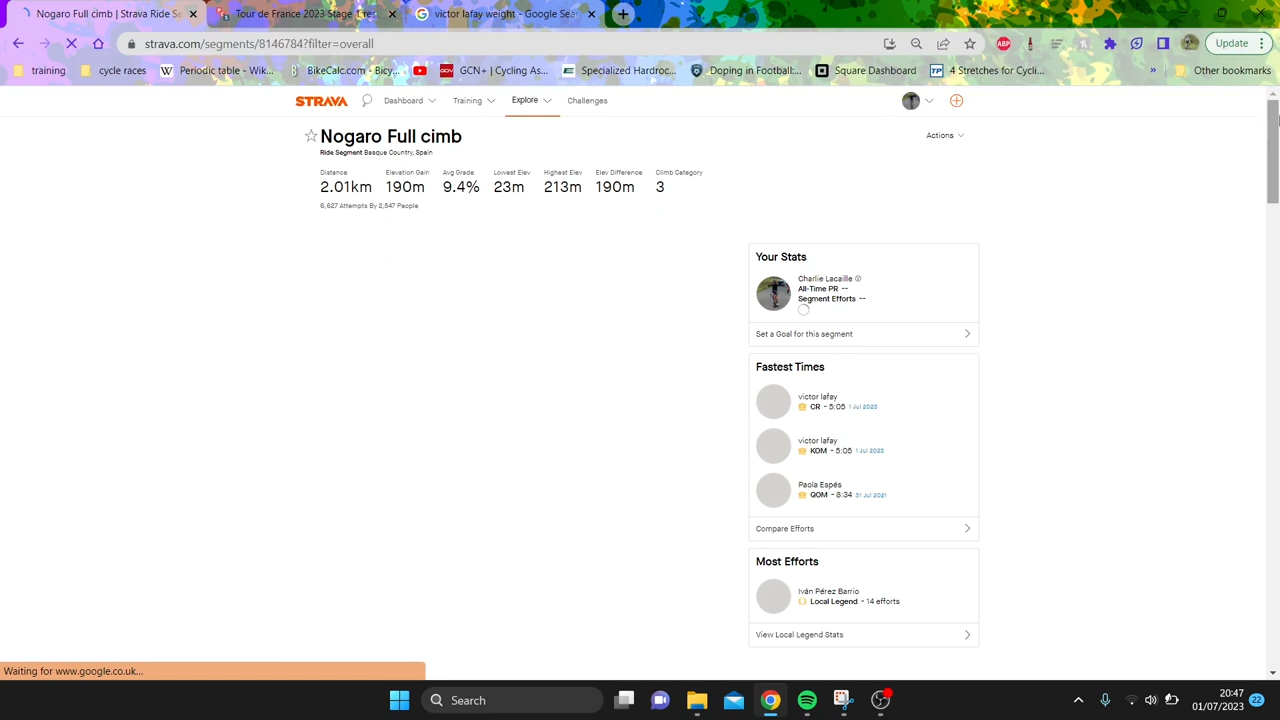 Nogaro Full cimb | Strava Ride Se
Tour de France 2023 Stage 1 res
victor lafay weight - Google Sear
strava.com/segments/8146784?filter=overall
ABP
Update
training
cyclo races
Periodic table - Wik...
BikeCalc.com - Bicy...
GCN+ | Cycling As...
Specialized Hardroc...
Doping in Football:...
Square Dashboard
TP
4 Stretches for Cycli...
»
Other bookmarks
STRAVA
Dashboard
Training
Explore
Challenges
Nogaro Full cimb
Actions
Ride Segment Basque Country, Spain
Distance
Elevation Gain
Avg Grade
Lowest Elev
Highest Elev
Elev Difference
Climb Category
2.01km
190m
9.4%
23m
213m
190m
3
6,627 Attempts By 2,547 People
Your Stats
Charlie Lacaille
All-Time PR --
Segment Efforts --
Set a Goal for this segment
Fastest Times
victor lafay
CR - 5:05 1 Jul 2023
victor lafay
KOM - 5:05 1 Jul 2023
Paola Espés
QOM - 8:34 31 Jul 2021
Compare Efforts
Most Efforts
Iván Pérez Barrio
Local Legend - 14 efforts
View Local Legend Stats
Waiting for www.google.co.uk...
Search
20:47
01/07/2023
22